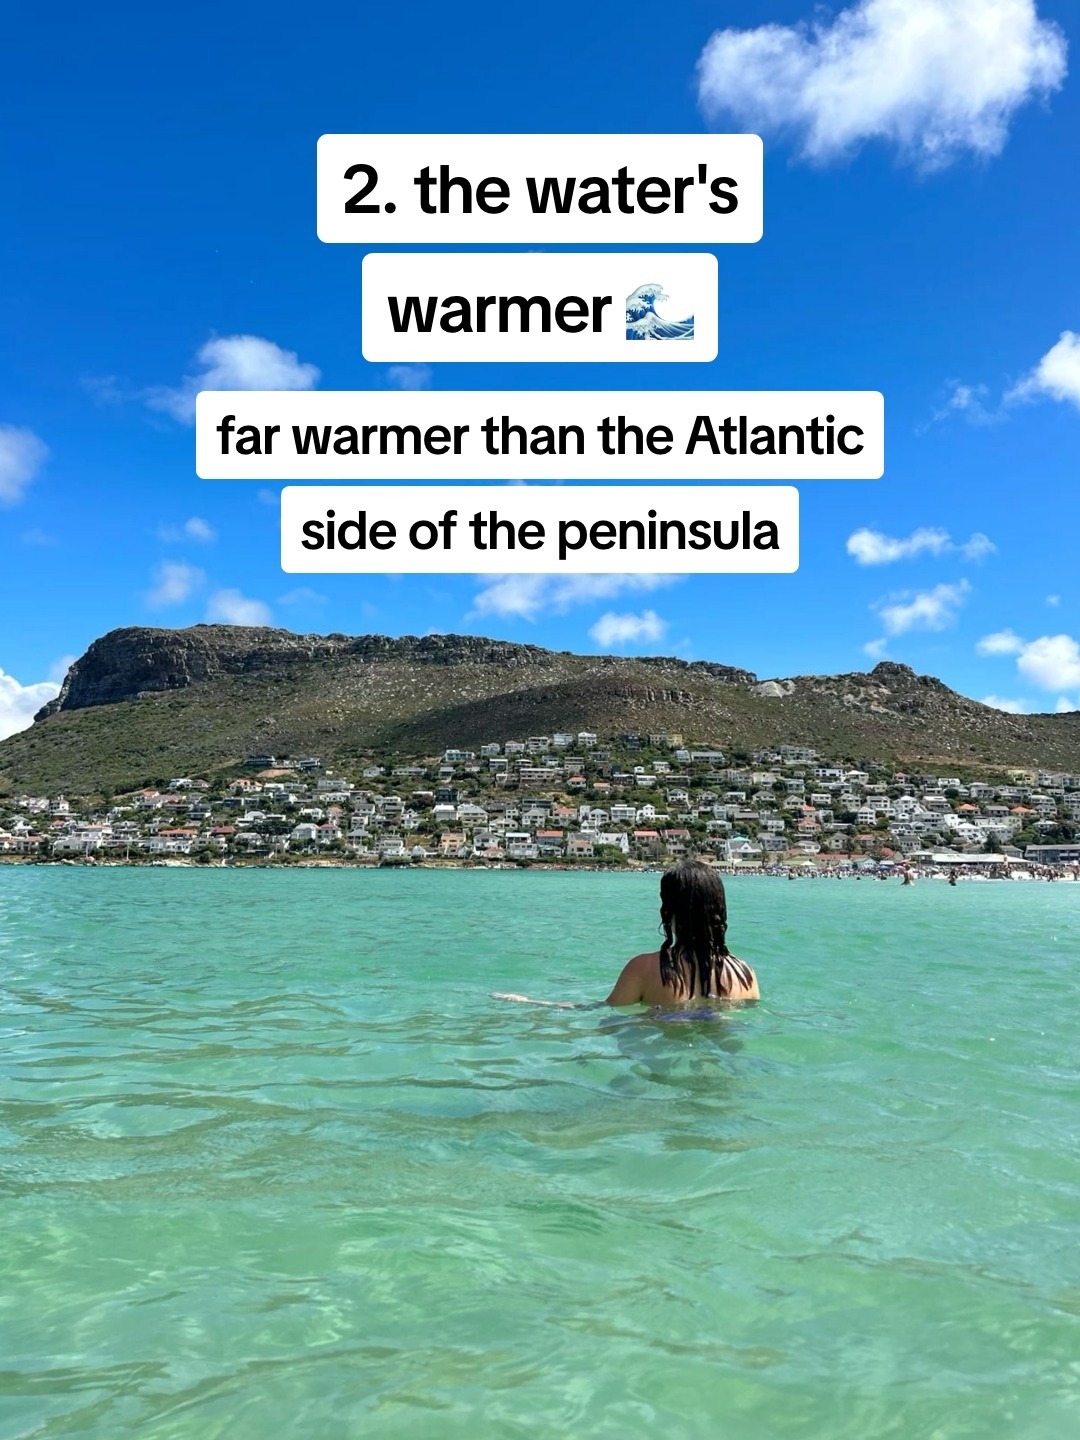 2. the water's
warmer 🌊
far warmer than the Atlantic
side of the peninsula